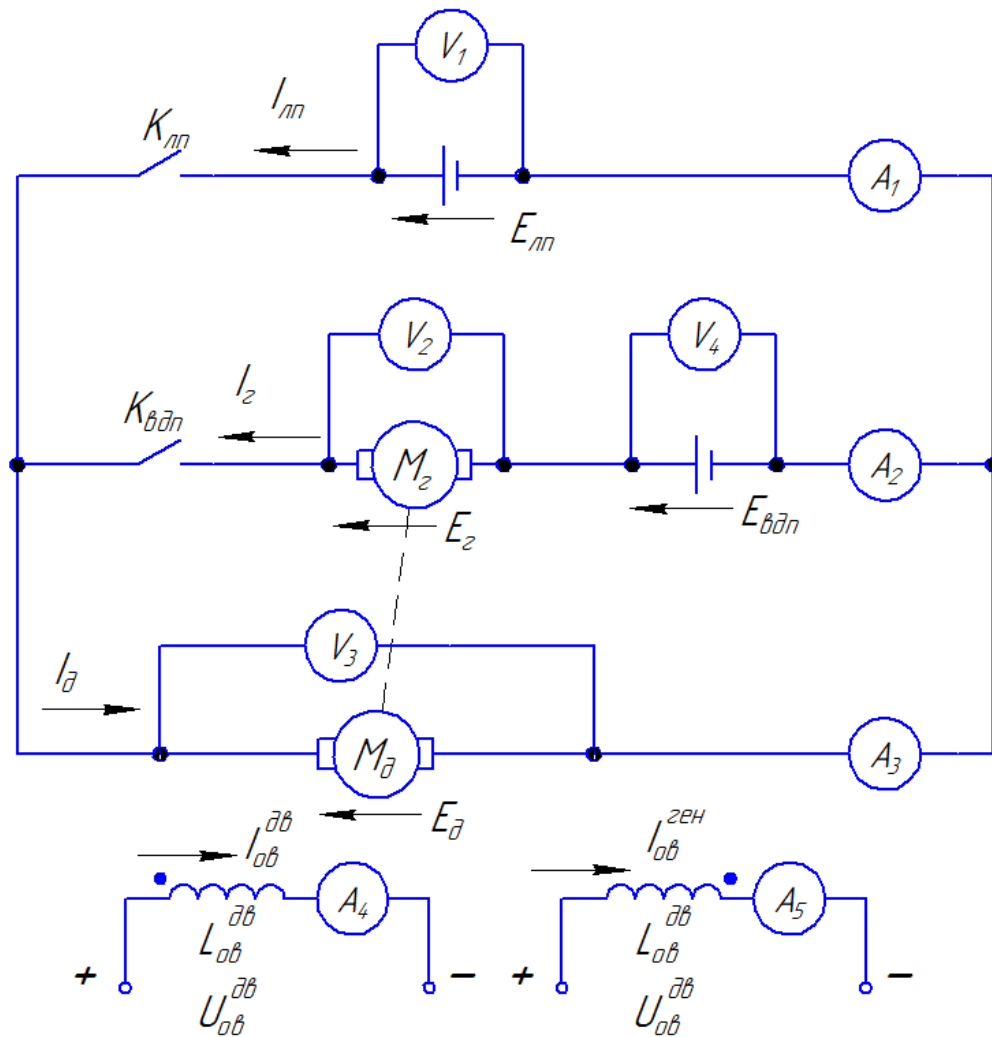 V₁
Iлп
Kлп
A₁
Eлп
V₂
V₄
Iг
Kвдп
Mг
A₂
Eг
Eвдп
V₃
Iд
Mд
A₃
Eд
Iовдв
Iовген
A₄
A₅
Lовдв
Lовдв
+ − + −
Uовдв
Uовдв